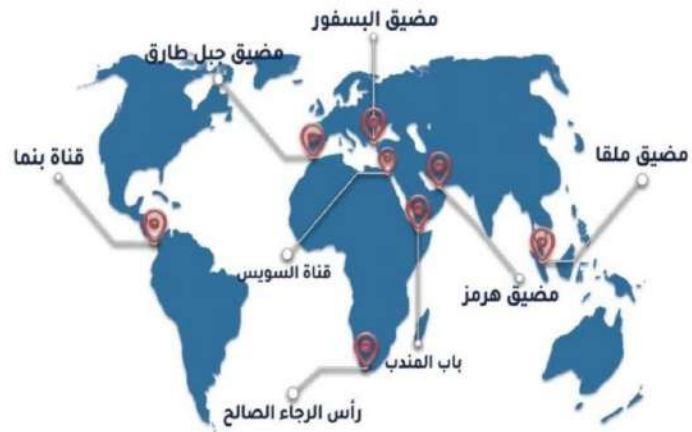 مضيق البسفور
مضيق جبل طارق
قناة بنما
مضيق ملقا
قناة السويس
مضيق هرمز
باب المندب
رأس الرجاء الصالح